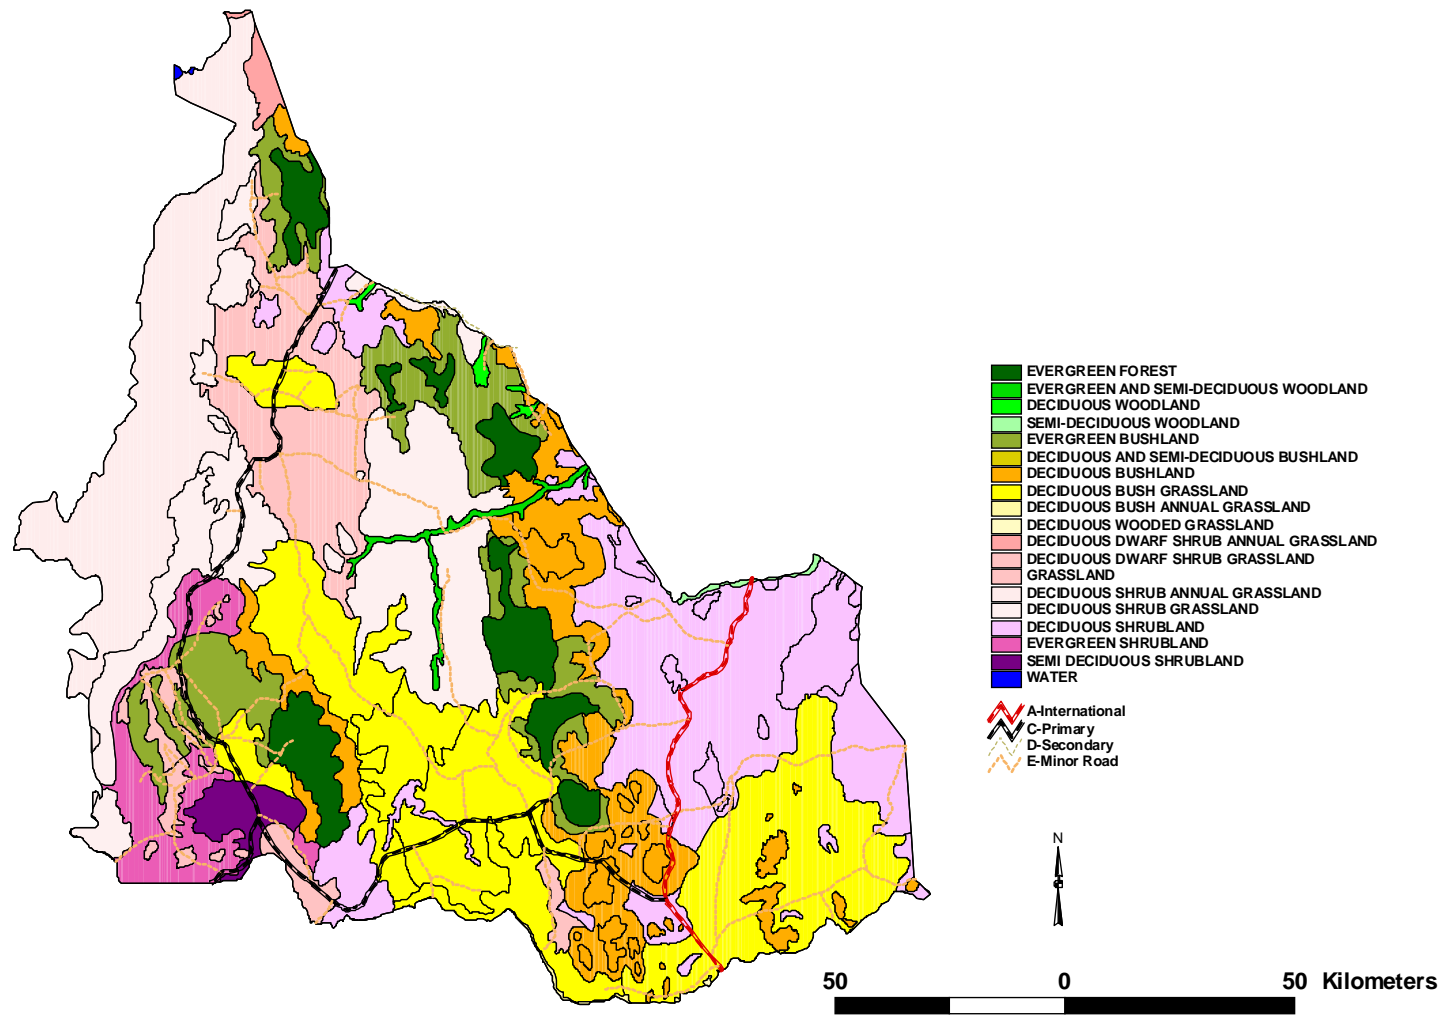 EVERGREEN FOREST
EVERGREEN AND SEMI-DECIDUOUS WOODLAND
DECIDUOUS WOODLAND
SEMI-DECIDUOUS WOODLAND
EVERGREEN BUSHLAND
DECIDUOUS AND SEMI-DECIDUOUS BUSHLAND
DECIDUOUS BUSHLAND
DECIDUOUS BUSH GRASSLAND
DECIDUOUS BUSH ANNUAL GRASSLAND
DECIDUOUS WOODED GRASSLAND
DECIDUOUS DWARF SHRUB ANNUAL GRASSLAND
DECIDUOUS DWARF SHRUB GRASSLAND
GRASSLAND
DECIDUOUS SHRUB ANNUAL GRASSLAND
DECIDUOUS SHRUB GRASSLAND
DECIDUOUS SHRUBLAND
EVERGREEN SHRUBLAND
SEMI DECIDUOUS SHRUBLAND
WATER
A-International
C-Primary
D-Secondary
E-Minor Road
N
50 0 50 Kilometers